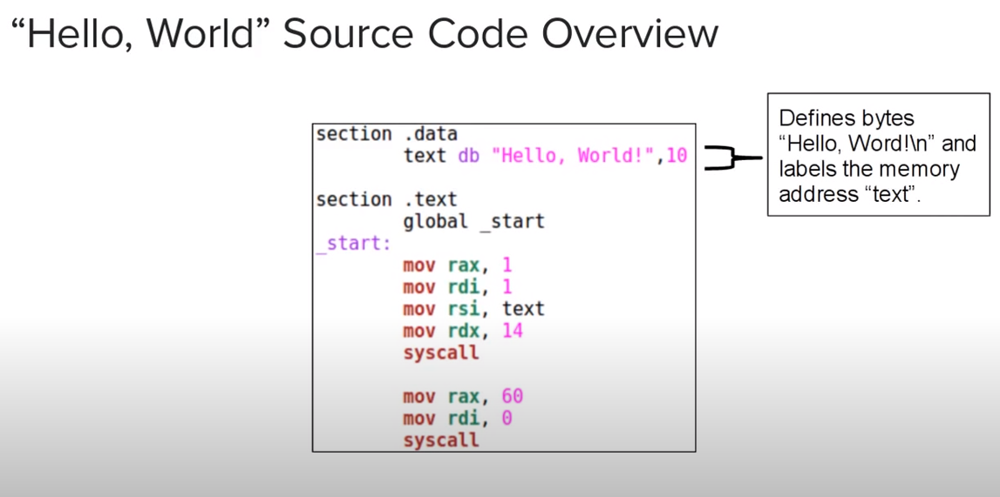 “Hello, World” Source Code Overview
section .data
text db "Hello, World!",10
section .text
global _start
_start:
mov rax, 1
mov rdi, 1
mov rsi, text
mov rdx, 14
syscall
mov rax, 60
mov rdi, 0
syscall
Defines bytes
“Hello, Word!\n” and
labels the memory
address “text”.